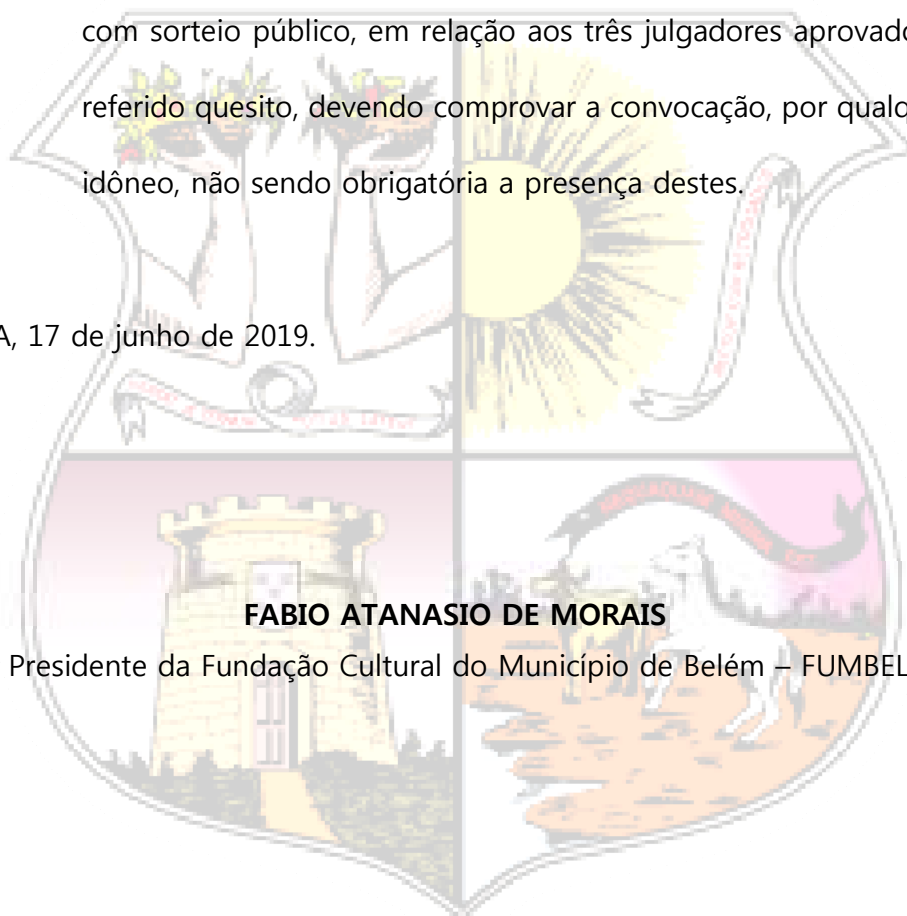 com sorteio público, em relação aos três julgadores aprovado
referido quesito, devendo comprovar a convocação, por qualq
idôneo, não sendo obrigatória a presença destes.
A, 17 de junho de 2019.
FABIO ATANASIO DE MORAIS
Presidente da Fundação Cultural do Município de Belém – FUMBEL